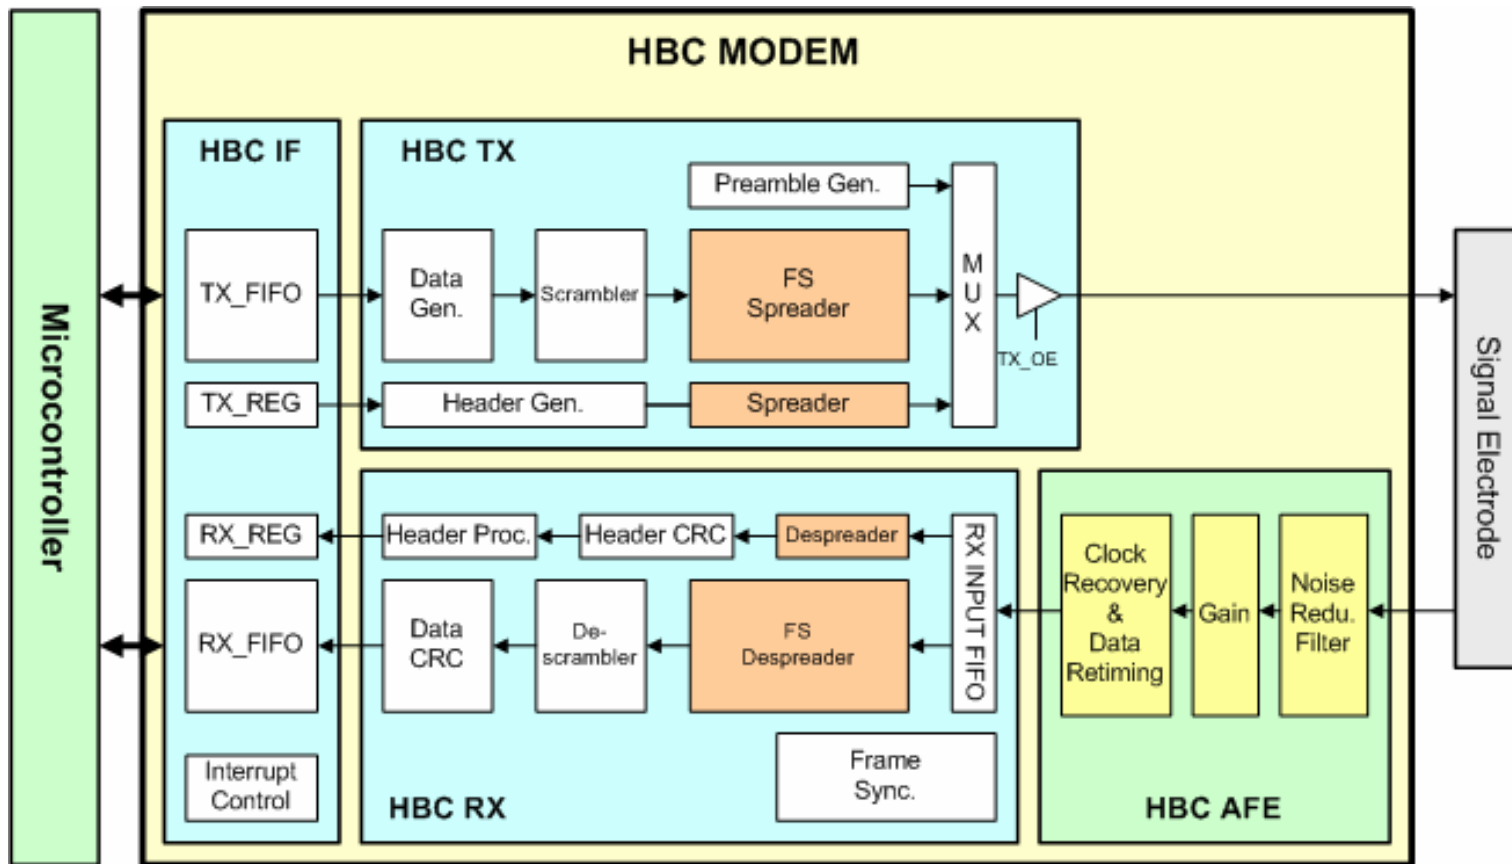 HBC MODEM
Microcontroller
HBC IF
TX_FIFO
TX_REG
RX_REG
RX_FIFO
Interrupt
Control
HBC TX
Preamble Gen.
Data
Gen.
Scrambler
FS
Spreader
M
U
X
TX_OE
Header Gen.
Spreader
Header Proc.
Header CRC
Despreader
RX INPUT FIFO
Data
CRC
De-
scrambler
FS
Despreader
Frame
Sync.
HBC RX
Clock
Recovery
&
Data
Retiming
Gain
Noise
Redu.
Filter
HBC AFE
Signal Electrode